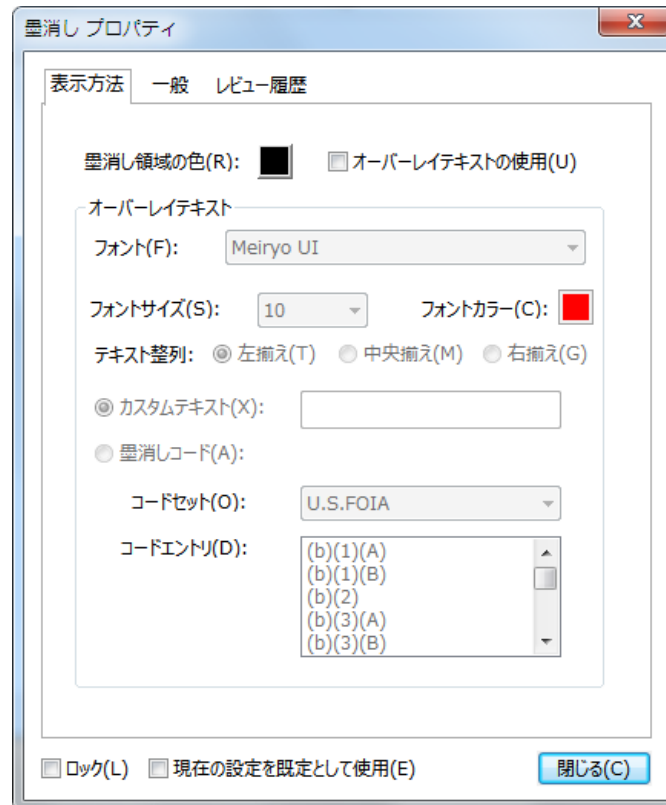 墨消し プロパティ
表示方法 一般 レビュー履歴
墨消し領域の色(R): オーバーレイテキストの使用(U)
オーバーレイテキスト
フォント(F): Meiryo UI
フォントサイズ(S): 10 フォントカラー(C):
テキスト整列: 左揃え(T) 中央揃え(M) 右揃え(G)
カスタムテキスト(X):
墨消しコード(A):
コードセット(O): U.S.FOIA
コードエントリ(D): (b)(1)(A)
(b)(1)(B)
(b)(2)
(b)(3)(A)
(b)(3)(B)
ロック(L) 現在の設定を既定として使用(E) 閉じる(C)